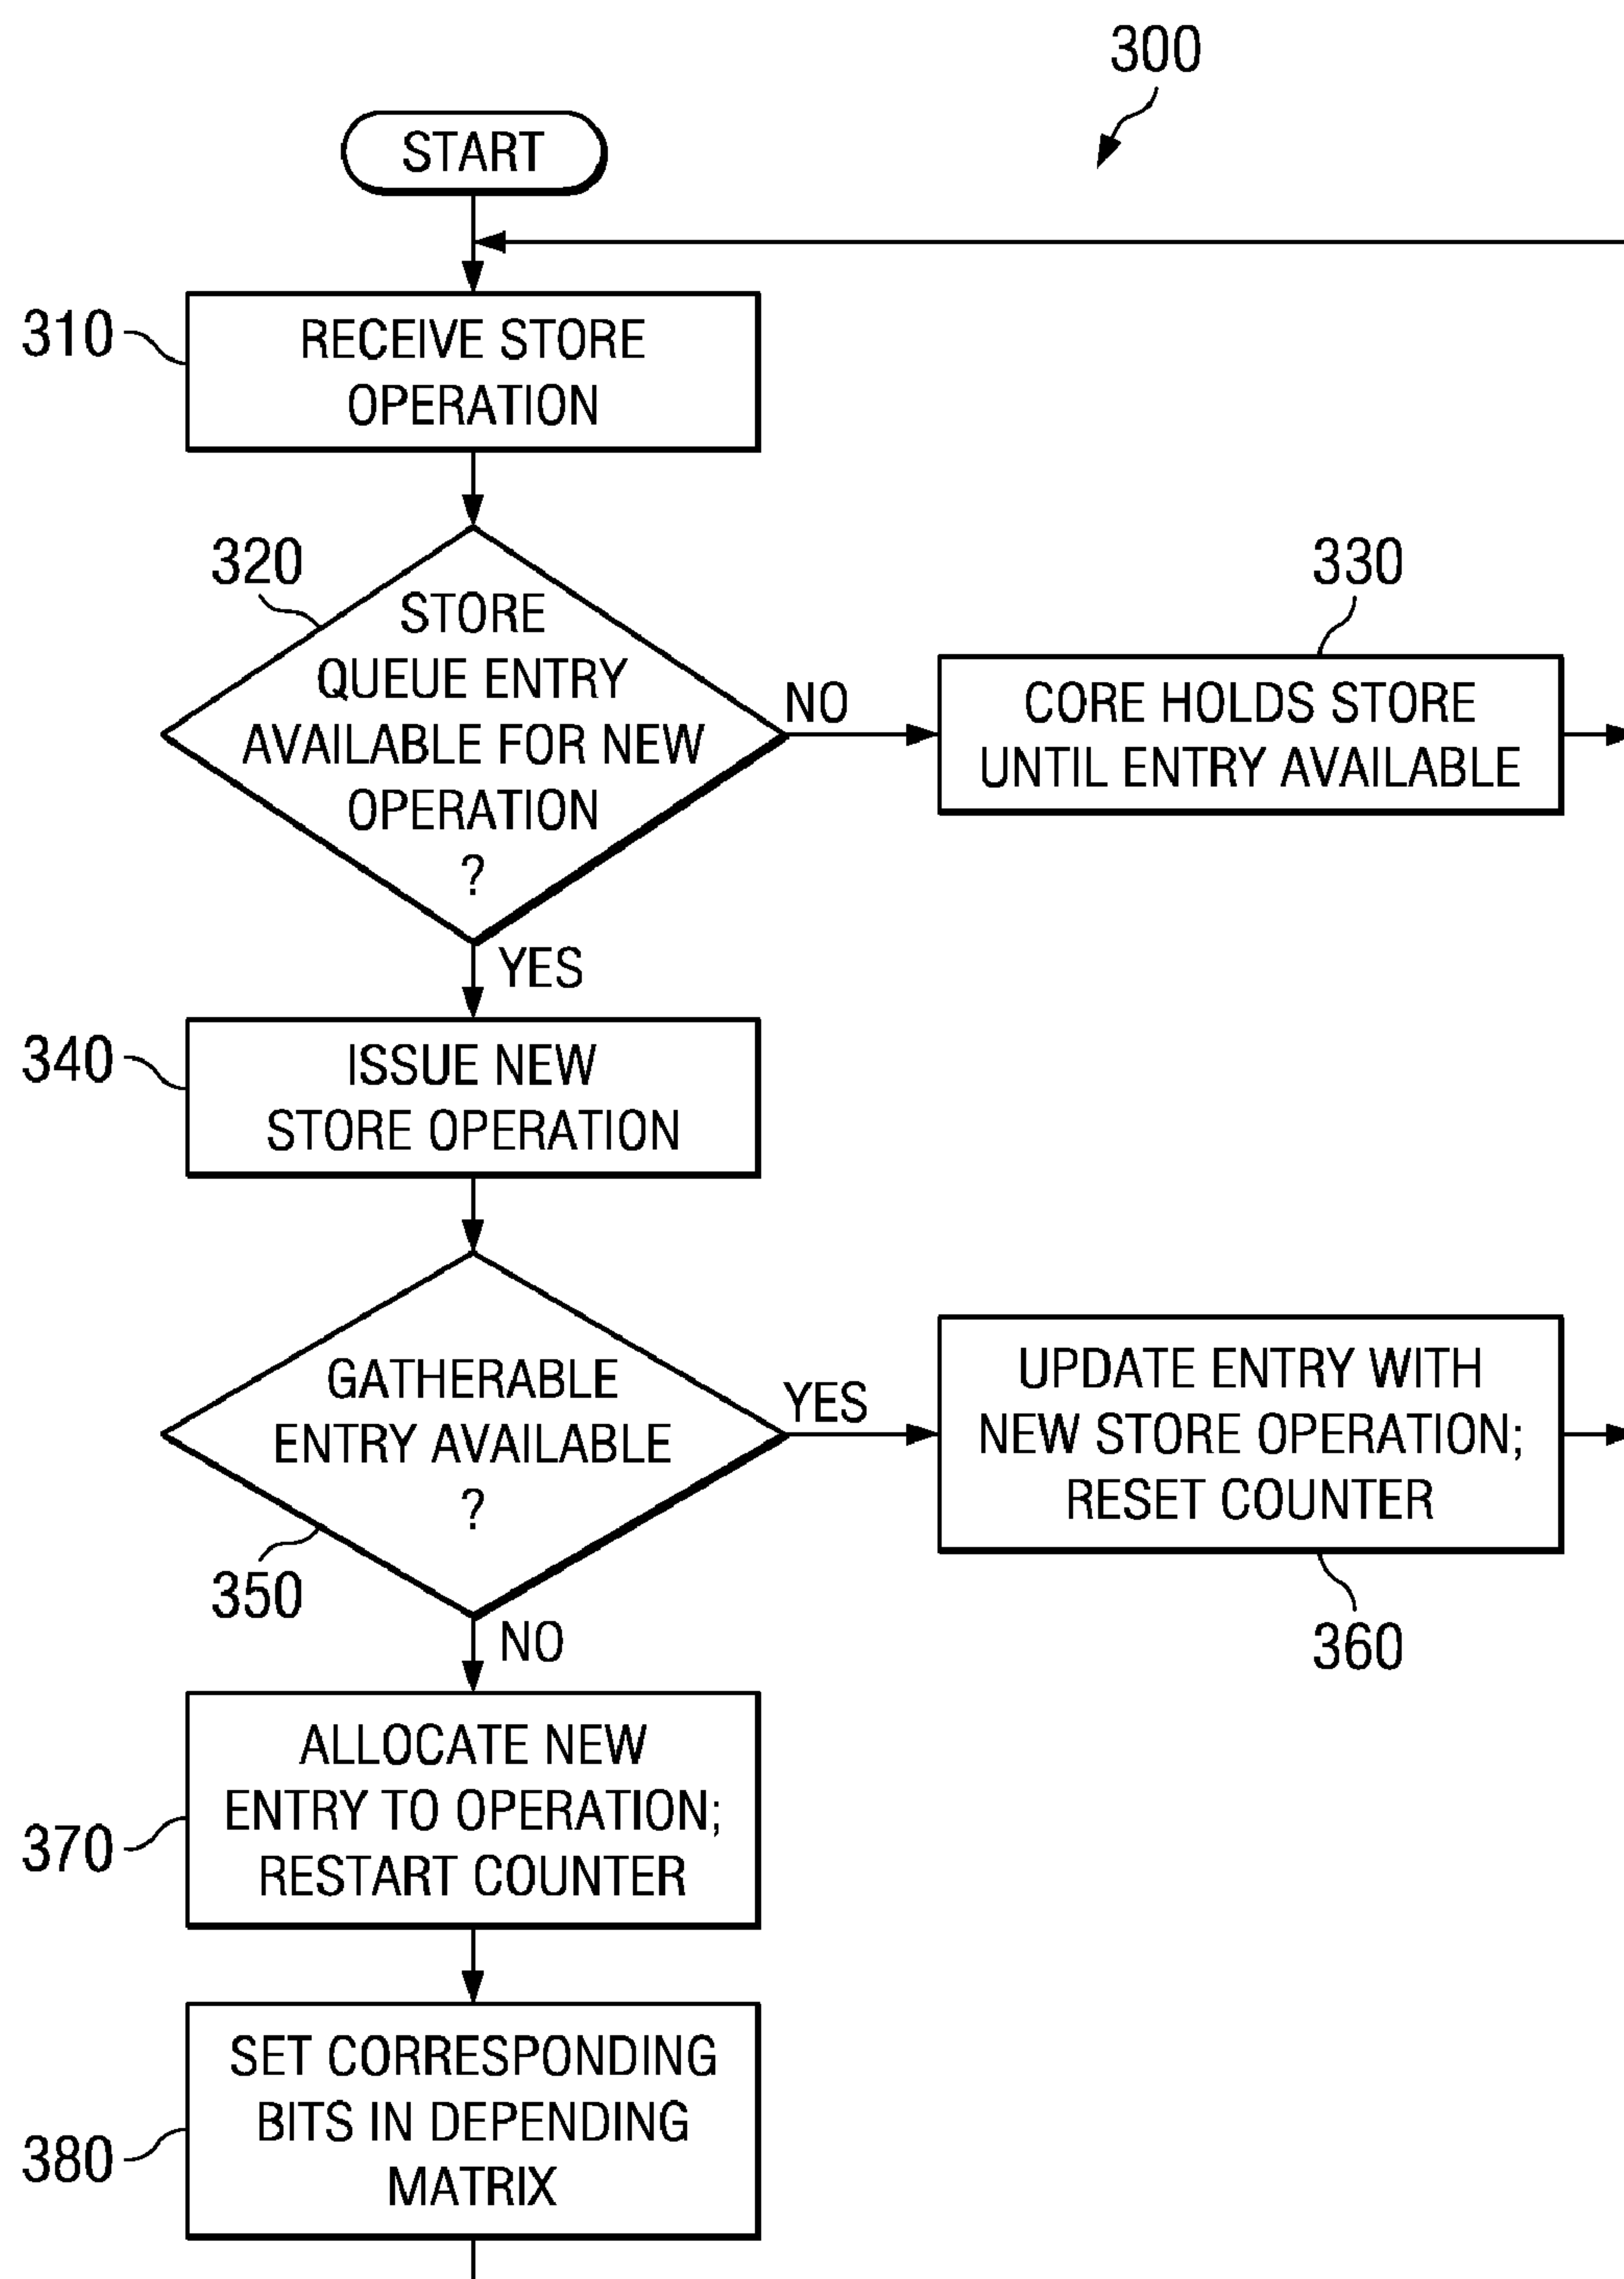 300
START
310
RECEIVE STORE
OPERATION
320
STORE
QUEUE ENTRY
AVAILABLE FOR NEW
OPERATION
?
NO
330
CORE HOLDS STORE
UNTIL ENTRY AVAILABLE
YES
340
ISSUE NEW
STORE OPERATION
350
GATHERABLE
ENTRY AVAILABLE
?
YES
UPDATE ENTRY WITH
NEW STORE OPERATION;
RESET COUNTER
360
NO
370
ALLOCATE NEW
ENTRY TO OPERATION;
RESTART COUNTER
380
SET CORRESPONDING
BITS IN DEPENDING
MATRIX